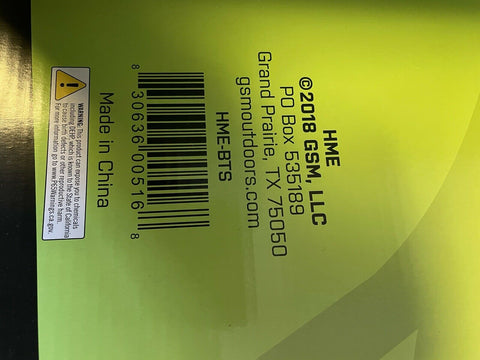 HME
©2018 GSM, LLC
PO Box 535189
Grand Prairie, TX 75050
gsmoutdoors.com
HME-BTS
8 30636 00516 8
Made in China
WARNING: This product can expose you to chemicals
including DEHP, which is known to the State of California
to cause birth defects or other reproductive harm.
For more information go to www.P65Warnings.ca.gov.